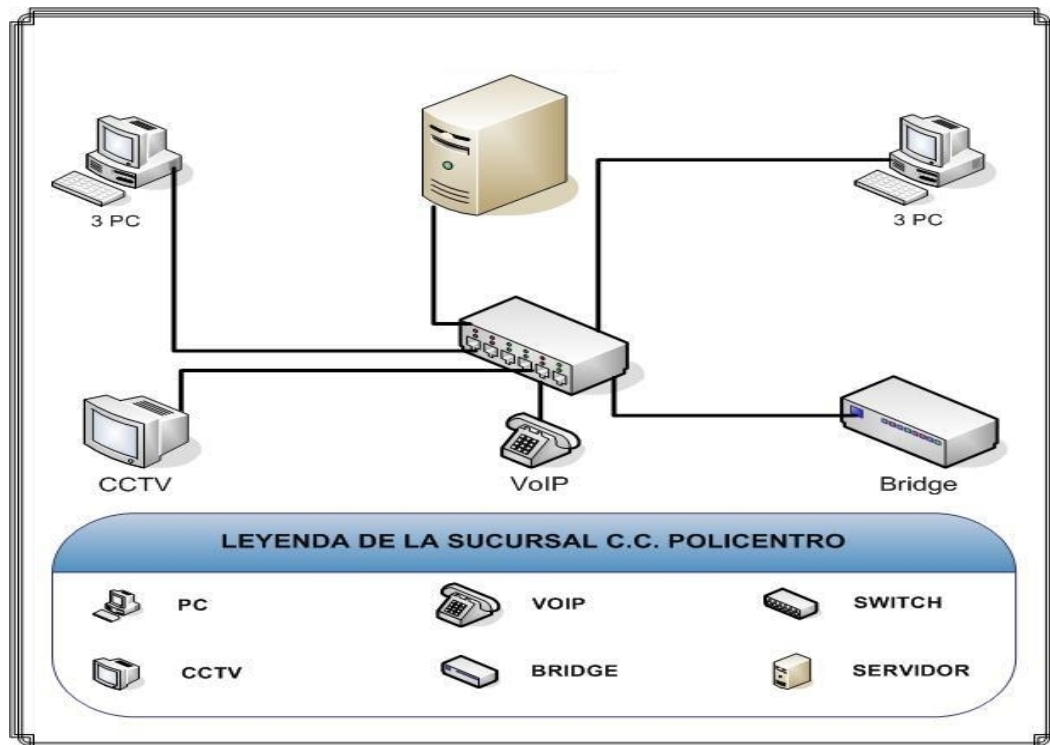 3 PC
3 PC
CCTV
VoIP
Bridge
LEYENDA DE LA SUCURSAL C.C. POLICENTRO
PC
VOIP
SWITCH
CCTV
BRIDGE
SERVIDOR